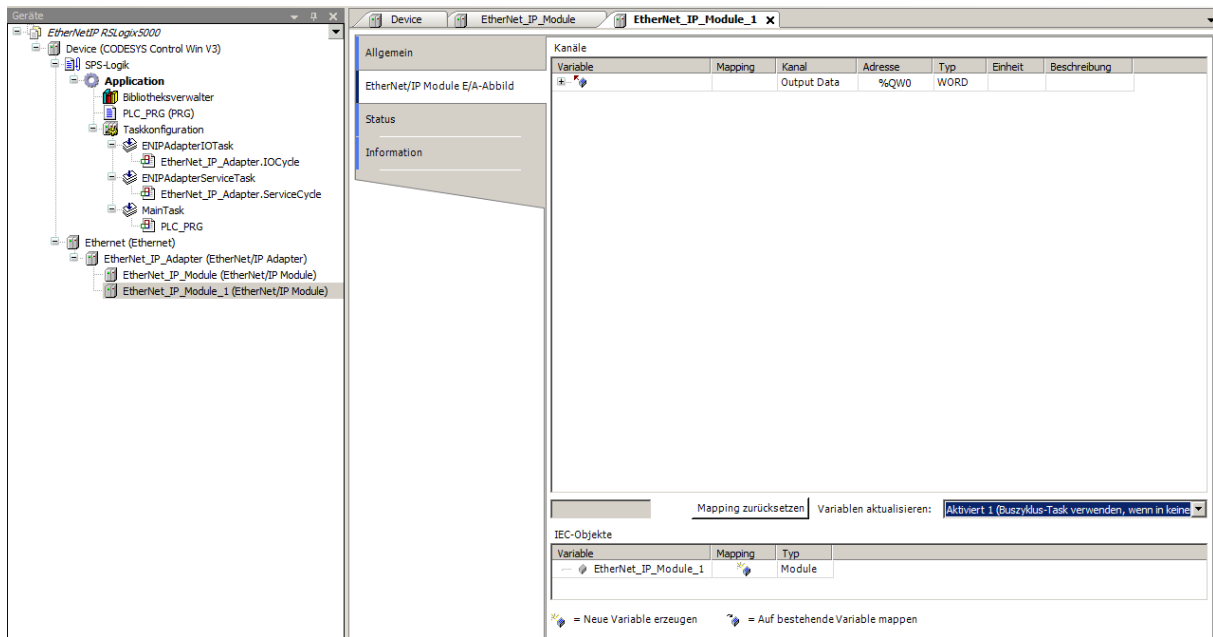 Geräte
EtherNetIP RSLogix5000
Device (CODESYS Control Win V3)
SPS-Logik
Application
Bibliotheksverwalter
PLC_PRG (PRG)
Taskkonfiguration
ENIPAdapterIOTask
EtherNet_IP_Adapter.IOCycle
ENIPAdapterServiceTask
EtherNet_IP_Adapter.ServiceCycle
MainTask
PLC_PRG
Ethernet (Ethernet)
EtherNet_IP_Adapter (EtherNet/IP Adapter)
EtherNet_IP_Module (EtherNet/IP Module)
EtherNet_IP_Module_1 (EtherNet/IP Module)
Device EtherNet_IP_Module EtherNet_IP_Module_1
Allgemein
EtherNet/IP Module E/A-Abbild
Status
Information
Kanäle
Variable Mapping Kanal Adresse Typ Einheit Beschreibung
Output Data %QW0 WORD
Mapping zurücksetzen Variablen aktualisieren: Aktiviert 1 (Buszyklus-Task verwenden, wenn in keine
IEC-Objekte
Variable Mapping Typ
EtherNet_IP_Module_1 Module
= Neue Variable erzeugen = Auf bestehende Variable mappen